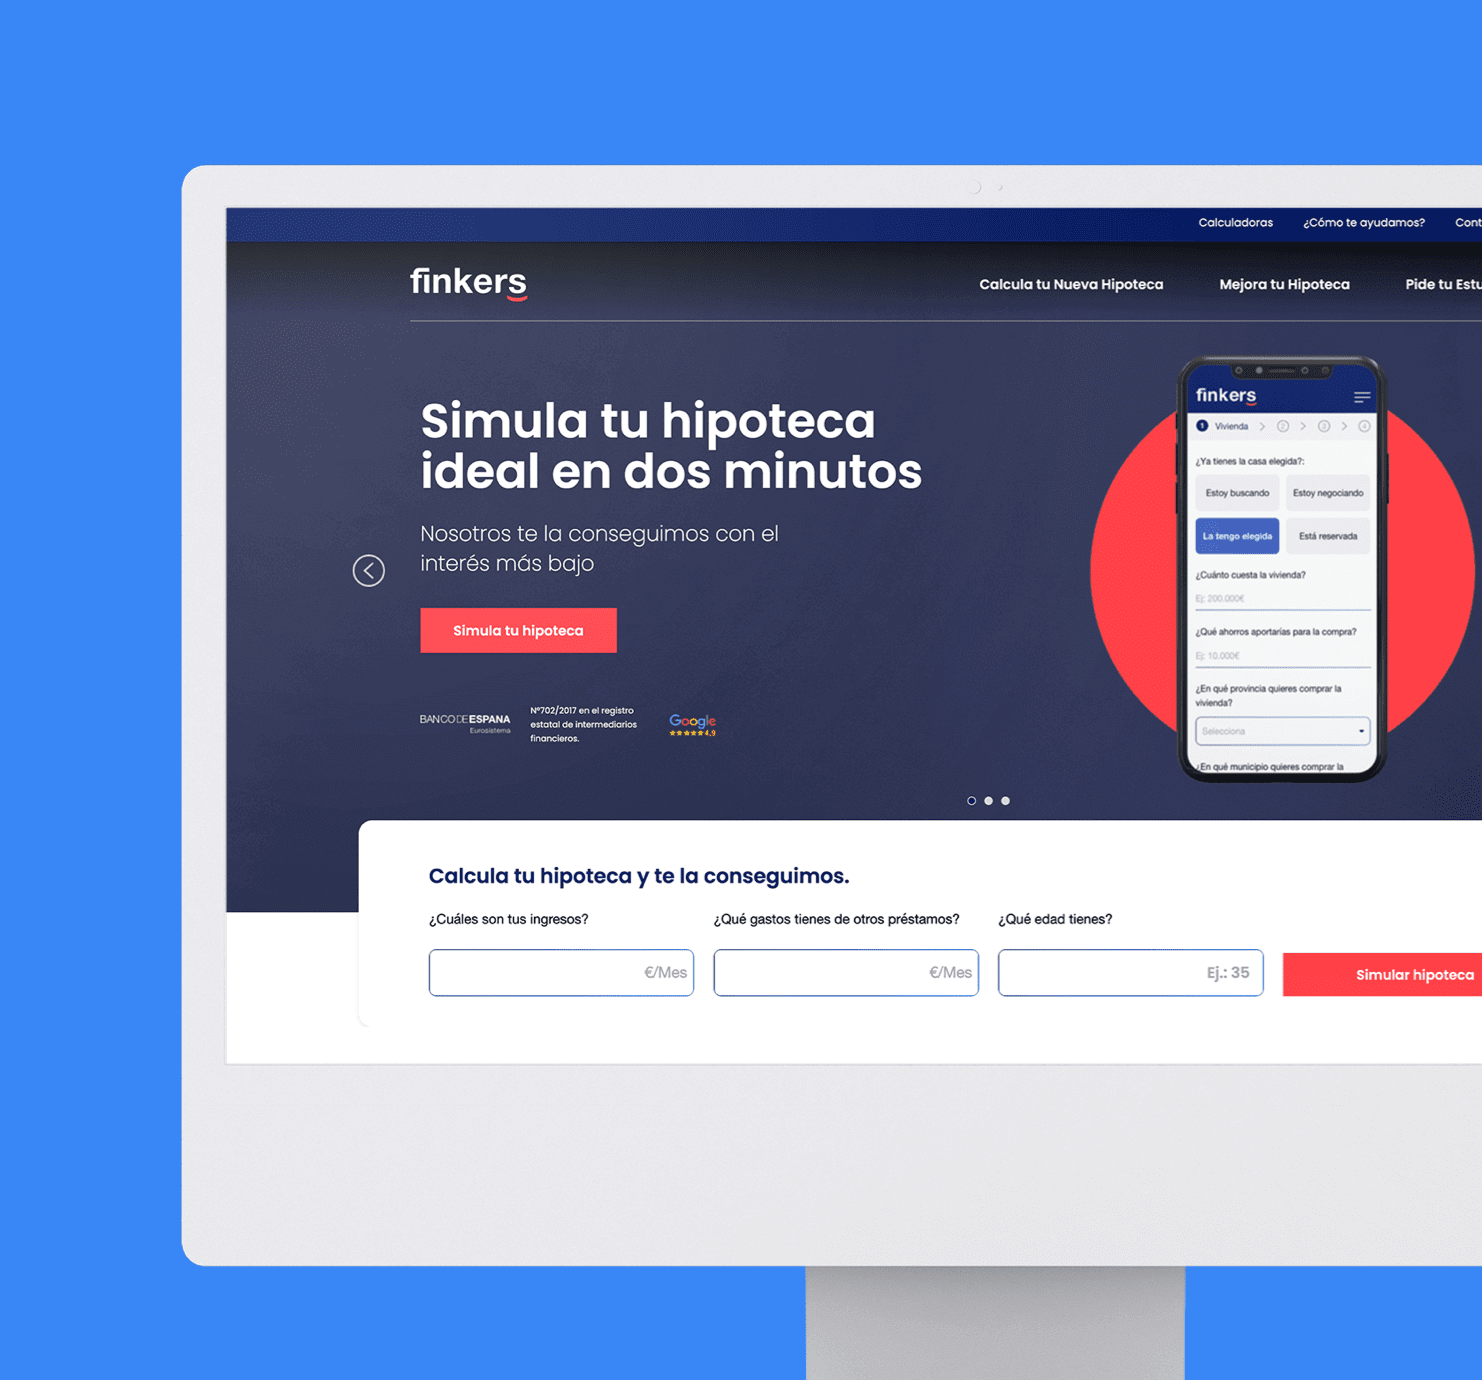 Calculadoras ¿Cómo te ayudamos? Cont
finkers
Calcula tu Nueva Hipoteca Mejora tu Hipoteca Pide tu Estu
Simula tu hipoteca
ideal en dos minutos
Nosotros te la conseguimos con el
interés más bajo
Simula tu hipoteca
BANCODEESPANA
Eurosistema
Nº702/2017 en el registro
estatal de intermediarios
financieros.
Google
4,9
finkers
1 Vivienda 2 3 4
¿Ya tienes la casa elegida?:
Estoy buscando Estoy negociando
La tengo elegida Está reservada
¿Cuánto cuesta la vivienda?
Ej: 200.000€
¿Qué ahorros aportarías para la compra?
Ej: 10.000€
¿En qué provincia quieres comprar la
vivienda?
Selecciona
¿En qué municipio quieres comprar la
Calcula tu hipoteca y te la conseguimos.
¿Cuáles son tus ingresos? ¿Qué gastos tienes de otros préstamos? ¿Qué edad tienes?
€/Mes €/Mes Ej.: 35
Simular hipoteca